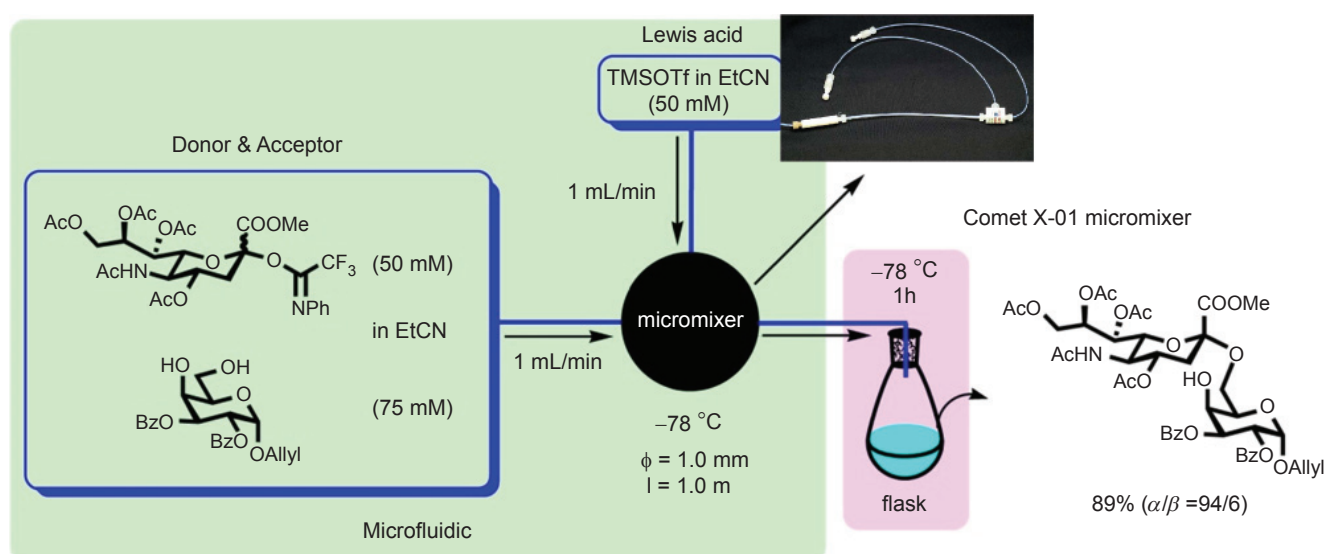 Lewis acid
TMSOTf in EtCN
(50 mM)
Donor & Acceptor
AcO
OAc
OAc
COOMe
AcHN
O
AcO
O
CF3
NPh
(50 mM)
in EtCN
HO
OH
O
BzO
BzO
OAllyl
(75 mM)
1 mL/min
1 mL/min
micromixer
–78 °C
ϕ = 1.0 mm
l = 1.0 m
Microfluidic
–78 °C
1h
flask
Comet X-01 micromixer
AcO
OAc
OAc
COOMe
AcHN
O
AcO
O
HO
O
BzO
BzO
OAllyl
89% (α/β =94/6)